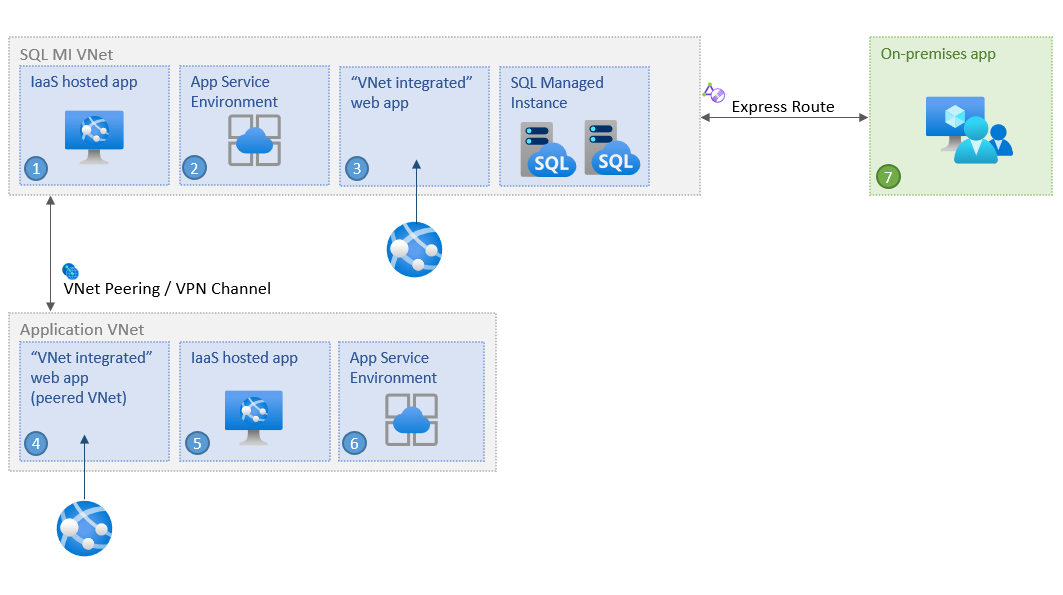 SQL MI VNet
IaaS hosted app
1
App Service
Environment
2
“VNet integrated”
web app
3
SQL Managed
Instance
SQL
SQL
Express Route
On-premises app
7
VNet Peering / VPN Channel
Application VNet
“VNet integrated”
web app
(peered VNet)
4
IaaS hosted app
5
App Service
Environment
6